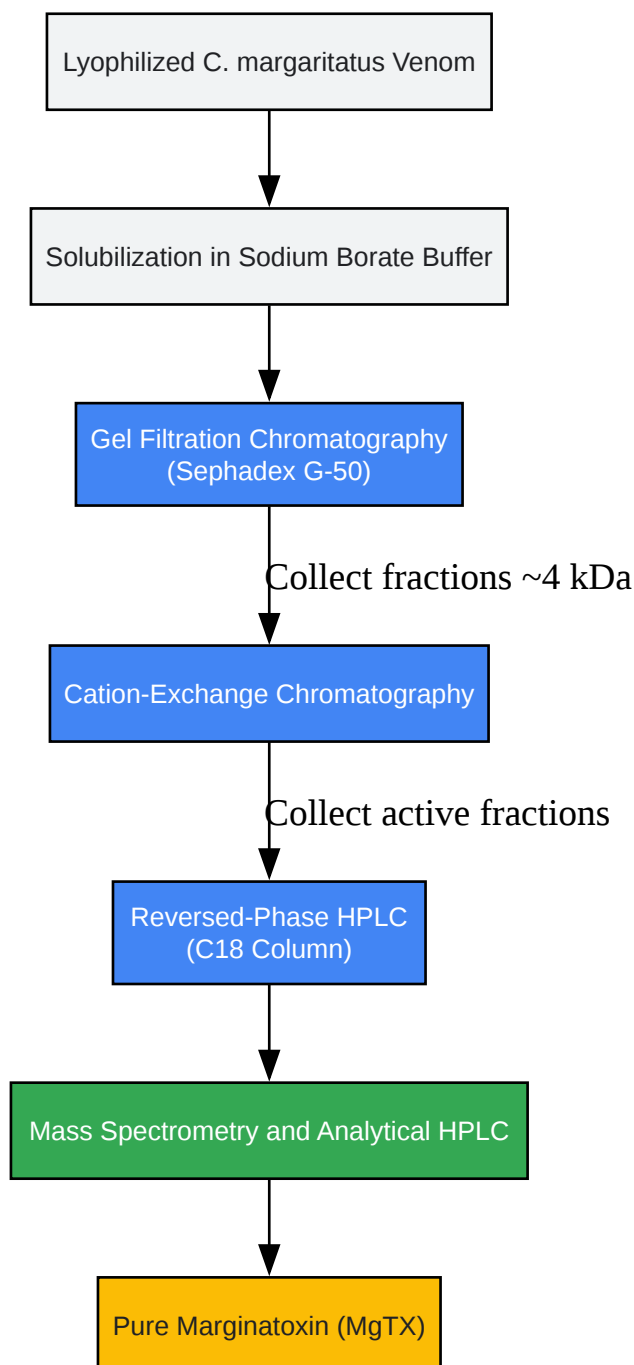 Lyophilized C. margaritatus Venom
Solubilization in Sodium Borate Buffer
Gel Filtration Chromatography
(Sephadex G-50)
Collect fractions ~4 kDa
Cation-Exchange Chromatography
Collect active fractions
Reversed-Phase HPLC
(C18 Column)
Mass Spectrometry and Analytical HPLC
Pure Marginatoxin (MgTX)